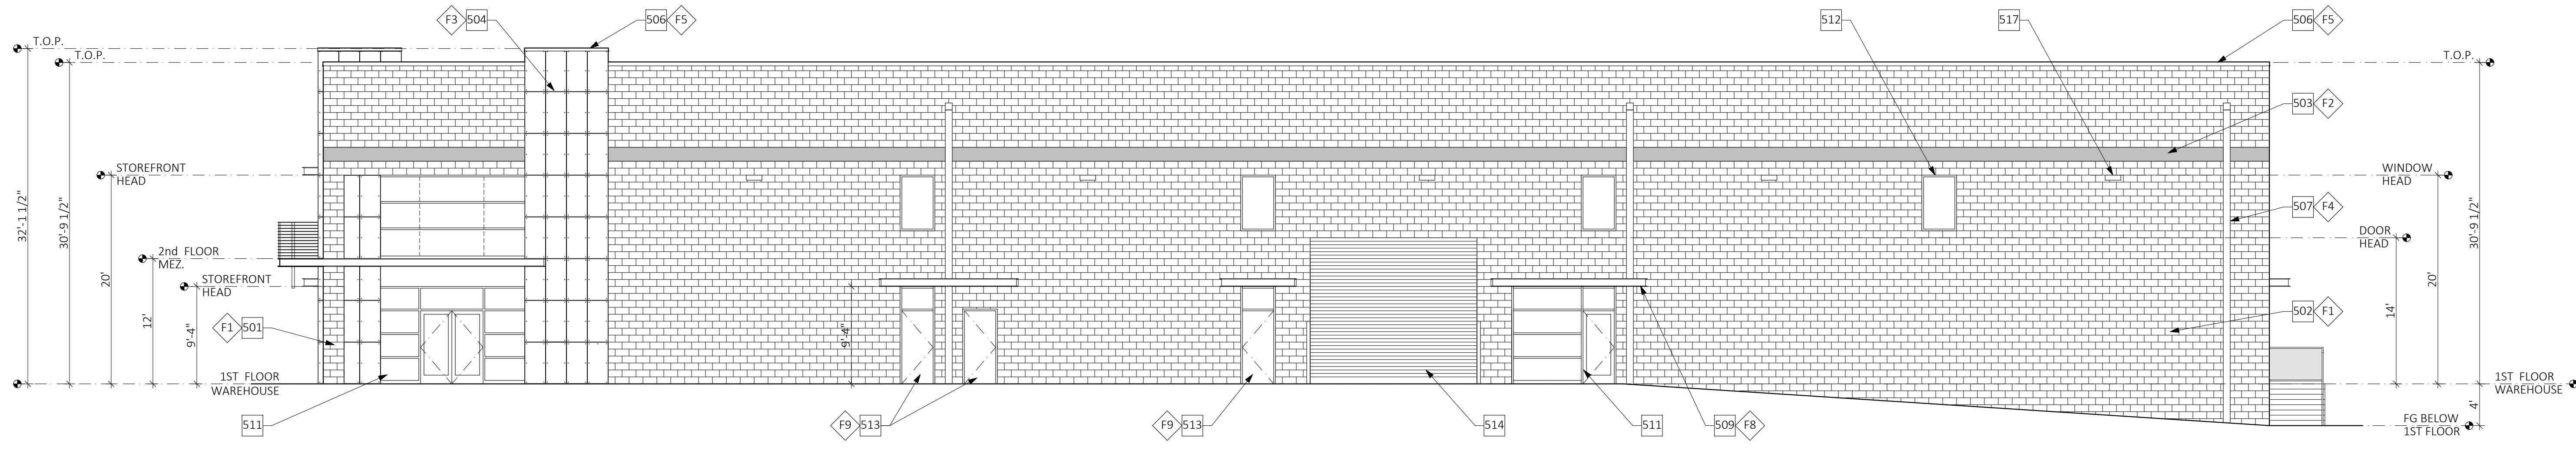 F3 504
506 F5
512
517
506 F5
T.O.P.
T.O.P.
T.O.P.
503 F2
STOREFRONT
HEAD
WINDOW
HEAD
32'-1 1/2"
30'-9 1/2"
20'
12'
9'-4"
507 F4
30'-9 1/2"
20'
14'
4'
DOOR
HEAD
2nd FLOOR
MEZ.
STOREFRONT
HEAD
F1 501
9'-4"
502 F1
1ST FLOOR
WAREHOUSE
1ST FLOOR
WAREHOUSE
511
F9 513
F9 513
514
511
509 F8
FG BELOW
1ST FLOOR